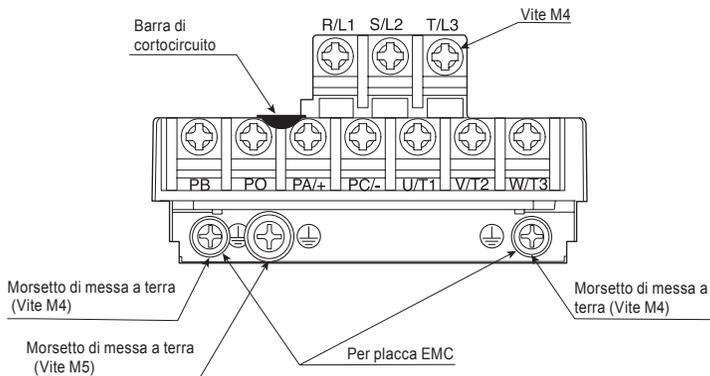 R/L1 S/L2 T/L3
Vite M4
Barra di
cortocircuito
PB PO PA/+ PC/- U/T1 V/T2 W/T3
Morsetto di messa a terra
(Vite M4)
Morsetto di messa a
terra (Vite M4)
Morsetto di messa a terra
(Vite M5)
Per placca EMC